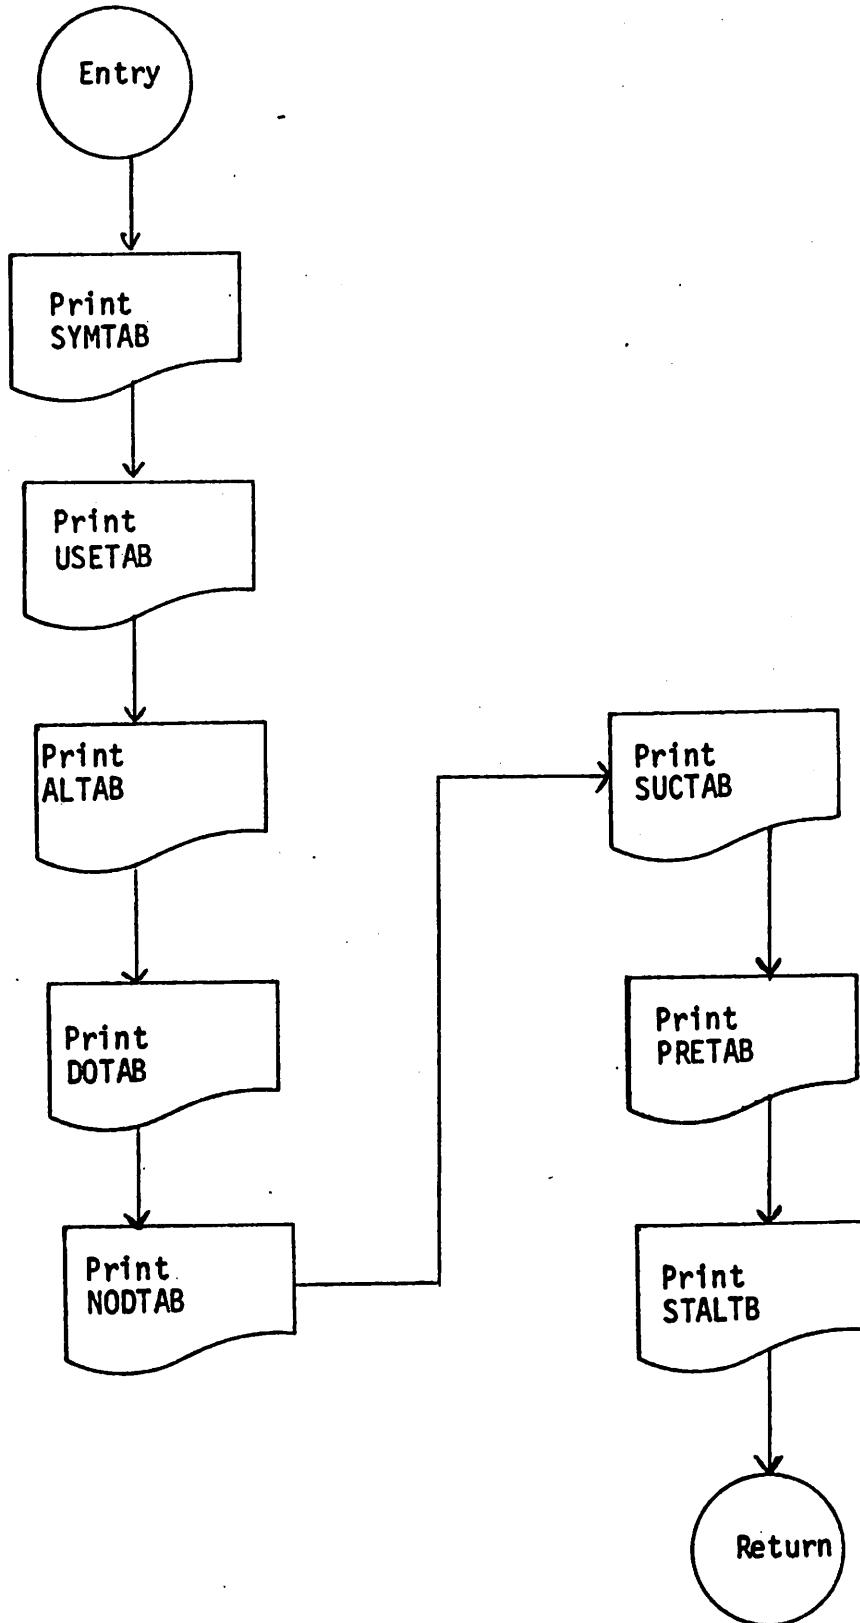 Entry
Print
SYMTAB
Print
USETAB
Print
ALTAB
Print
DOTAB
Print
NODTAB
Print
SUCTAB
Print
PRETAB
Print
STALTB
Return